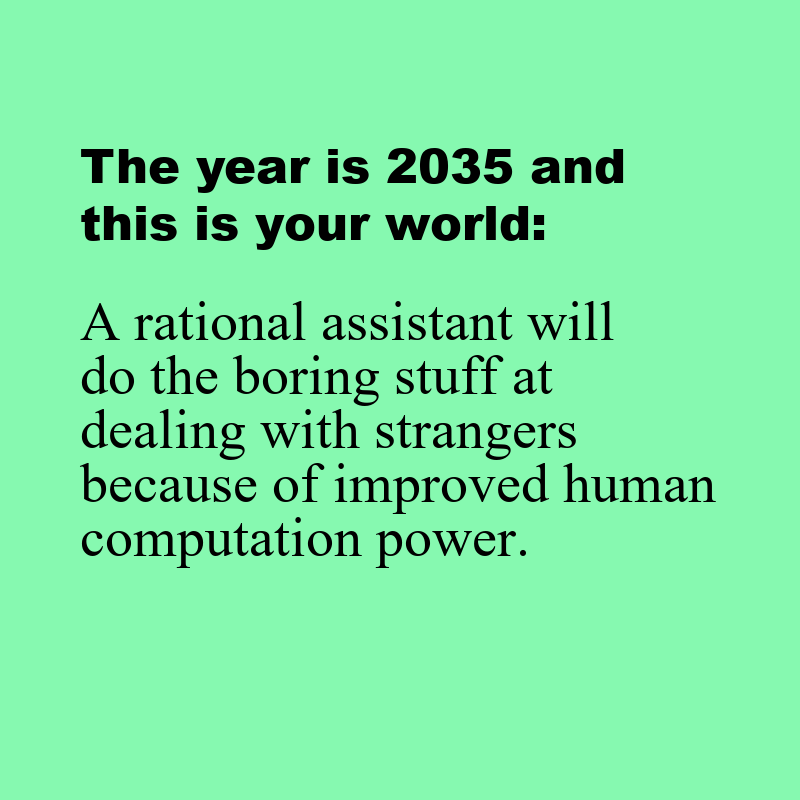 The year is 2035 and
this is your world:
A rational assistant will
do the boring stuff at
dealing with strangers
because of improved human
computation power.